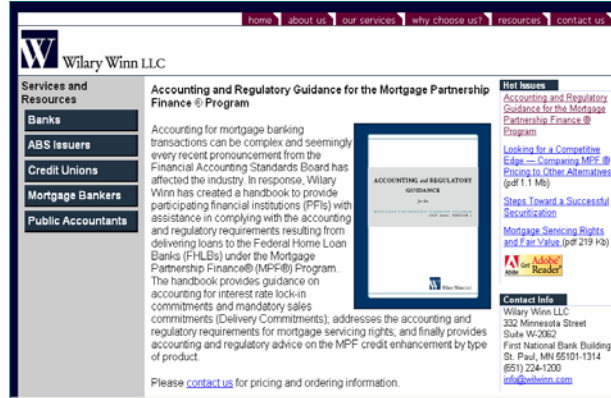 home about us our services why choose us? resources contact us
W
Wilary Winn LLC
Services and
Resources
Banks
ABS Issuers
Credit Unions
Mortgage Bankers
Public Accountants
Accounting and Regulatory Guidance for the Mortgage Partnership
Finance ® Program
Accounting for mortgage banking
transactions can be complex and seemingly
every recent pronouncement from the
Financial Accounting Standards Board has
affected the industry. In response, Wilary
Winn has created a handbook to provide
participating financial institutions (PFIs) with
assistance in complying with the accounting
and regulatory requirements resulting from
delivering loans to the Federal Home Loan
Banks (FHLBs) under the Mortgage
Partnership Finance® (MPF®) Program.
The handbook provides guidance on
accounting for interest rate lock-in
commitments and mandatory sales
commitments (Delivery Commitments); addresses the accounting and
regulatory requirements for mortgage servicing rights; and finally provides
accounting and regulatory advice on the MPF credit enhancement by type
of product.
Please contact us for pricing and ordering information.
ACCOUNTING and REGULATORY
GUIDANCE
for the
MORTGAGE PARTNERSHIP FINANCE PROGRAM
W Wilary Winn LLC
Hot Issues
Accounting and Regulatory
Guidance for the Mortgage
Partnership Finance ®
Program
Looking for a Competitive
Edge — Comparing MPF ®
Pricing to Other Alternatives
(pdf 1.1 Mb)
Steps Toward a Successful
Securitization
Mortgage Servicing Rights
and Fair Value (pdf 219 Kb)
Adobe
Get Adobe®
Reader®
Contact Info
Wilary Winn LLC
332 Minnesota Street
Suite W-2062
First National Bank Building
St. Paul, MN 55101-1314
(651) 224-1200
info@wilwinn.com